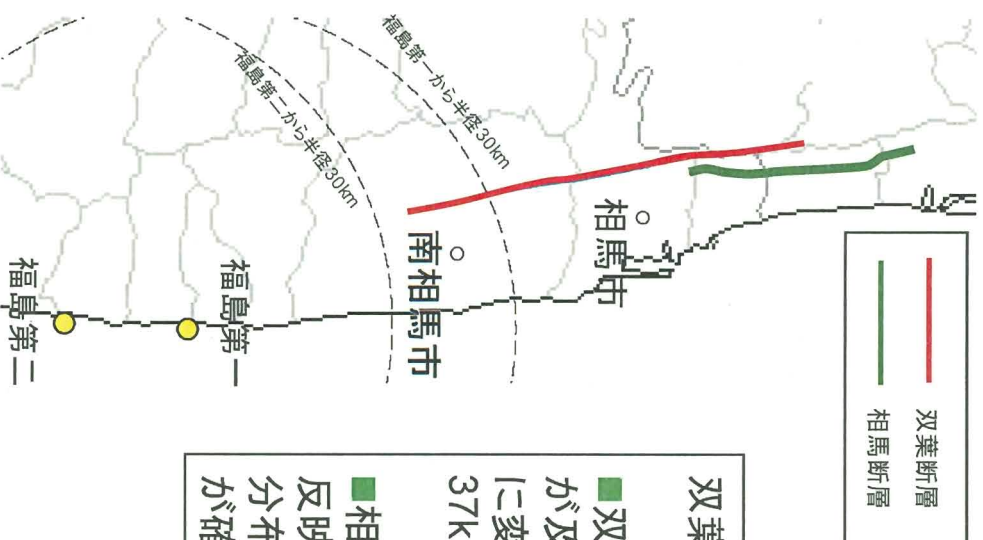 福島第一から半径30km
福島第二から半径30km
相馬市
南相馬市
福島第一
福島第二
双葉断層
相馬断層
双葉
■双
が及
に変
37k
■相
反映
分布
が確